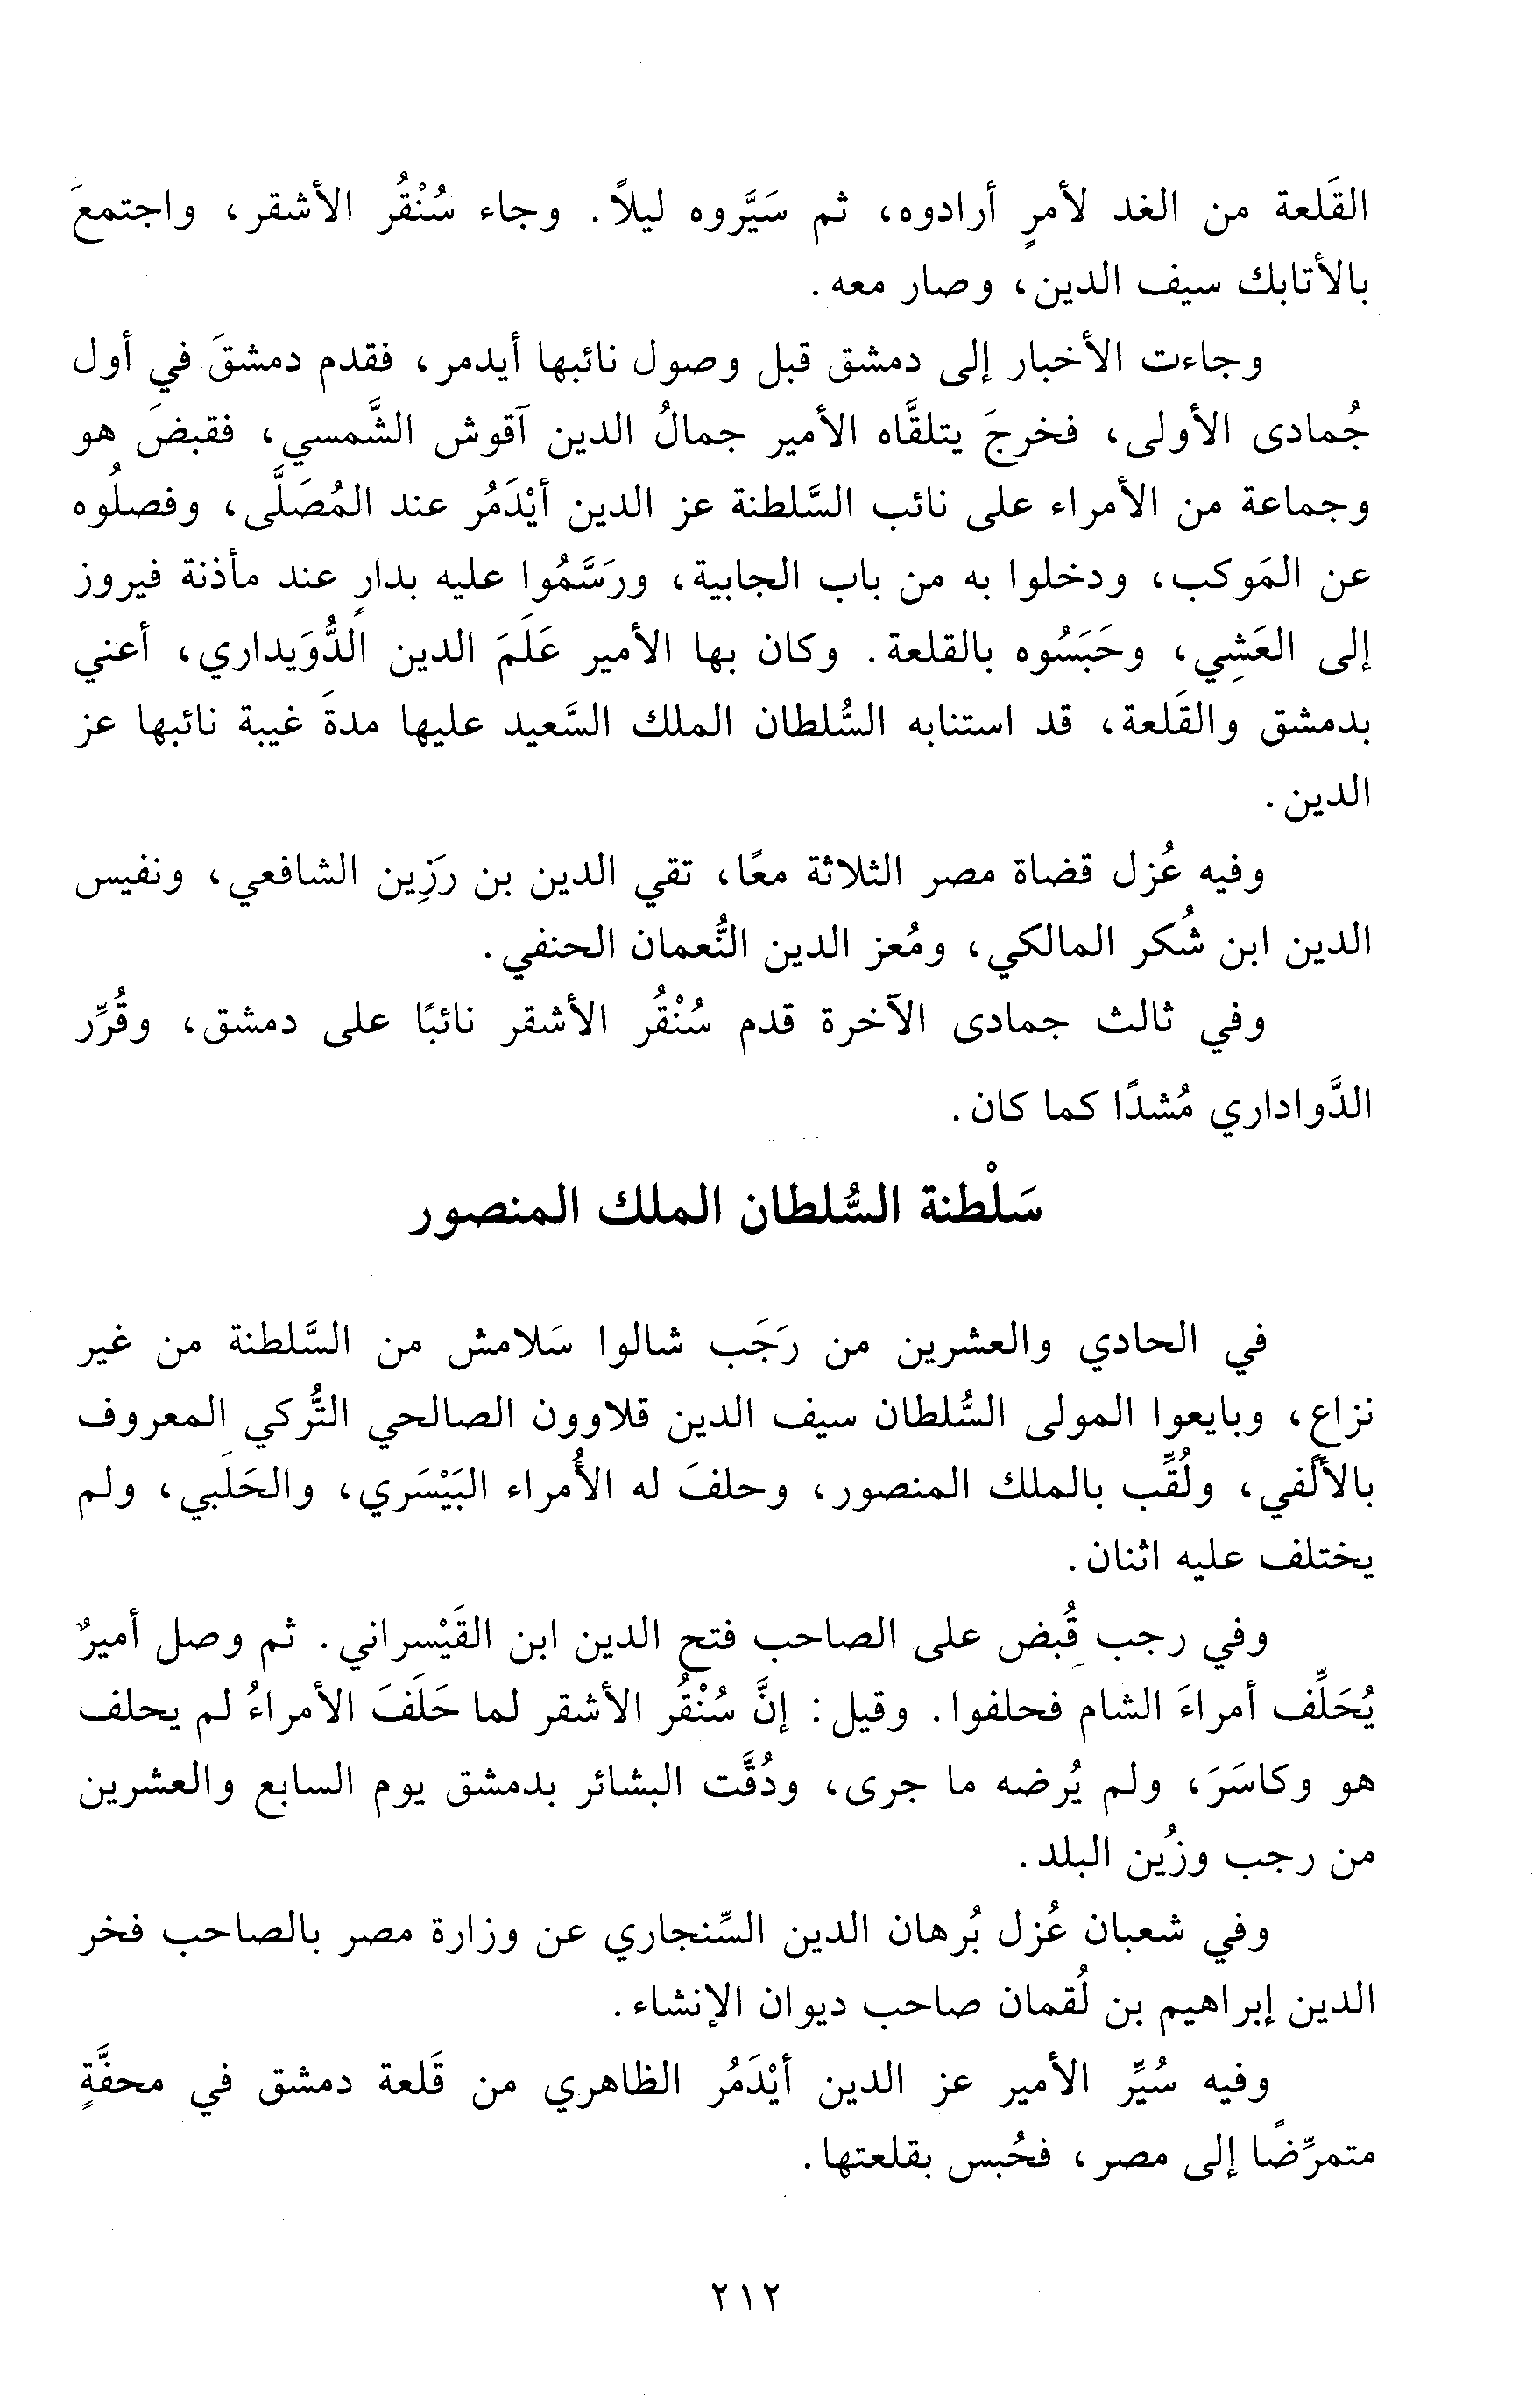 القَلعة من الغد لأمرٍ أرادوه، ثم سَيَّروه ليلاً. وجاء سُنْقُر الأشقر، واجتمعَ
بالأتابك سيف الدين، وصار معه.
وجاءت الأخبار إلى دمشق قبل وصول نائبها أيدمر، فقدم دمشقَ في أول
جُمادى الأولى، فخرجَ يتلقَّاه الأمير جمالُ الدين آقوش الشَّمسي، فقبضَ هو
وجماعة من الأمراء على نائب السَّلطنة عز الدين أيْدَمُر عند المُصَلَّى، وفصلُوه
عن المَوكب، ودخلوا به من باب الجابية، ورَسَّمُوا عليه بدارٍ عند مأذنة فيروز
إلى العَشِي، وحَبَسُوه بالقلعة. وكان بها الأمير عَلَمَ الدين الدُّوَيداري، أعني
بدمشق والقَلعة، قد استنابه السُّلطان الملك السَّعيد عليها مدةَ غيبة نائبها عز
الدين.
وفيه عُزل قضاة مصر الثلاثة معًا، تقي الدين بن رَزِين الشافعي، ونفيس
الدين ابن شُكر المالكي، ومُعز الدين النُّعمان الحنفي.
وفي ثالث جمادى الآخرة قدم سُنْقُر الأشقر نائبًا على دمشق، وقُرِّر
الدَّواداري مُشدًا كما كان.
سَلْطنة السُّلطان الملك المنصور
في الحادي والعشرين من رَجَب شالوا سَلامش من السَّلطنة من غير
نزاعٍ، وبايعوا المولى السُّلطان سيف الدين قلاوون الصالحي التُّركي المعروف
بالألَفي، ولُقِّب بالملك المنصور، وحلفَ له الأُمراء البَيْسَري، والحَلَبي، ولم
يختلف عليه اثنان.
وفي رجب قُبض على الصاحب فتح الدين ابن القَيْسراني. ثم وصل أميرٌ
يُحَلِّف أمراءَ الشام فحلفوا. وقيل: إنَّ سُنْقُر الأشقر لما حَلَفَ الأمراءُ لم يحلف
هو وكاسَرَ، ولم يُرضه ما جرى، ودُقَّت البشائر بدمشق يوم السابع والعشرين
من رجب وزُين البلد.
وفي شعبان عُزل بُرهان الدين السِّنجاري عن وزارة مصر بالصاحب فخر
الدين إبراهيم بن لُقمان صاحب ديوان الإنشاء.
وفيه سُيِّر الأمير عز الدين أيْدَمُر الظاهري من قَلعة دمشق في محفَّةٍ
متمرِّضًا إلى مصر، فحُبس بقلعتها.
٢١٢